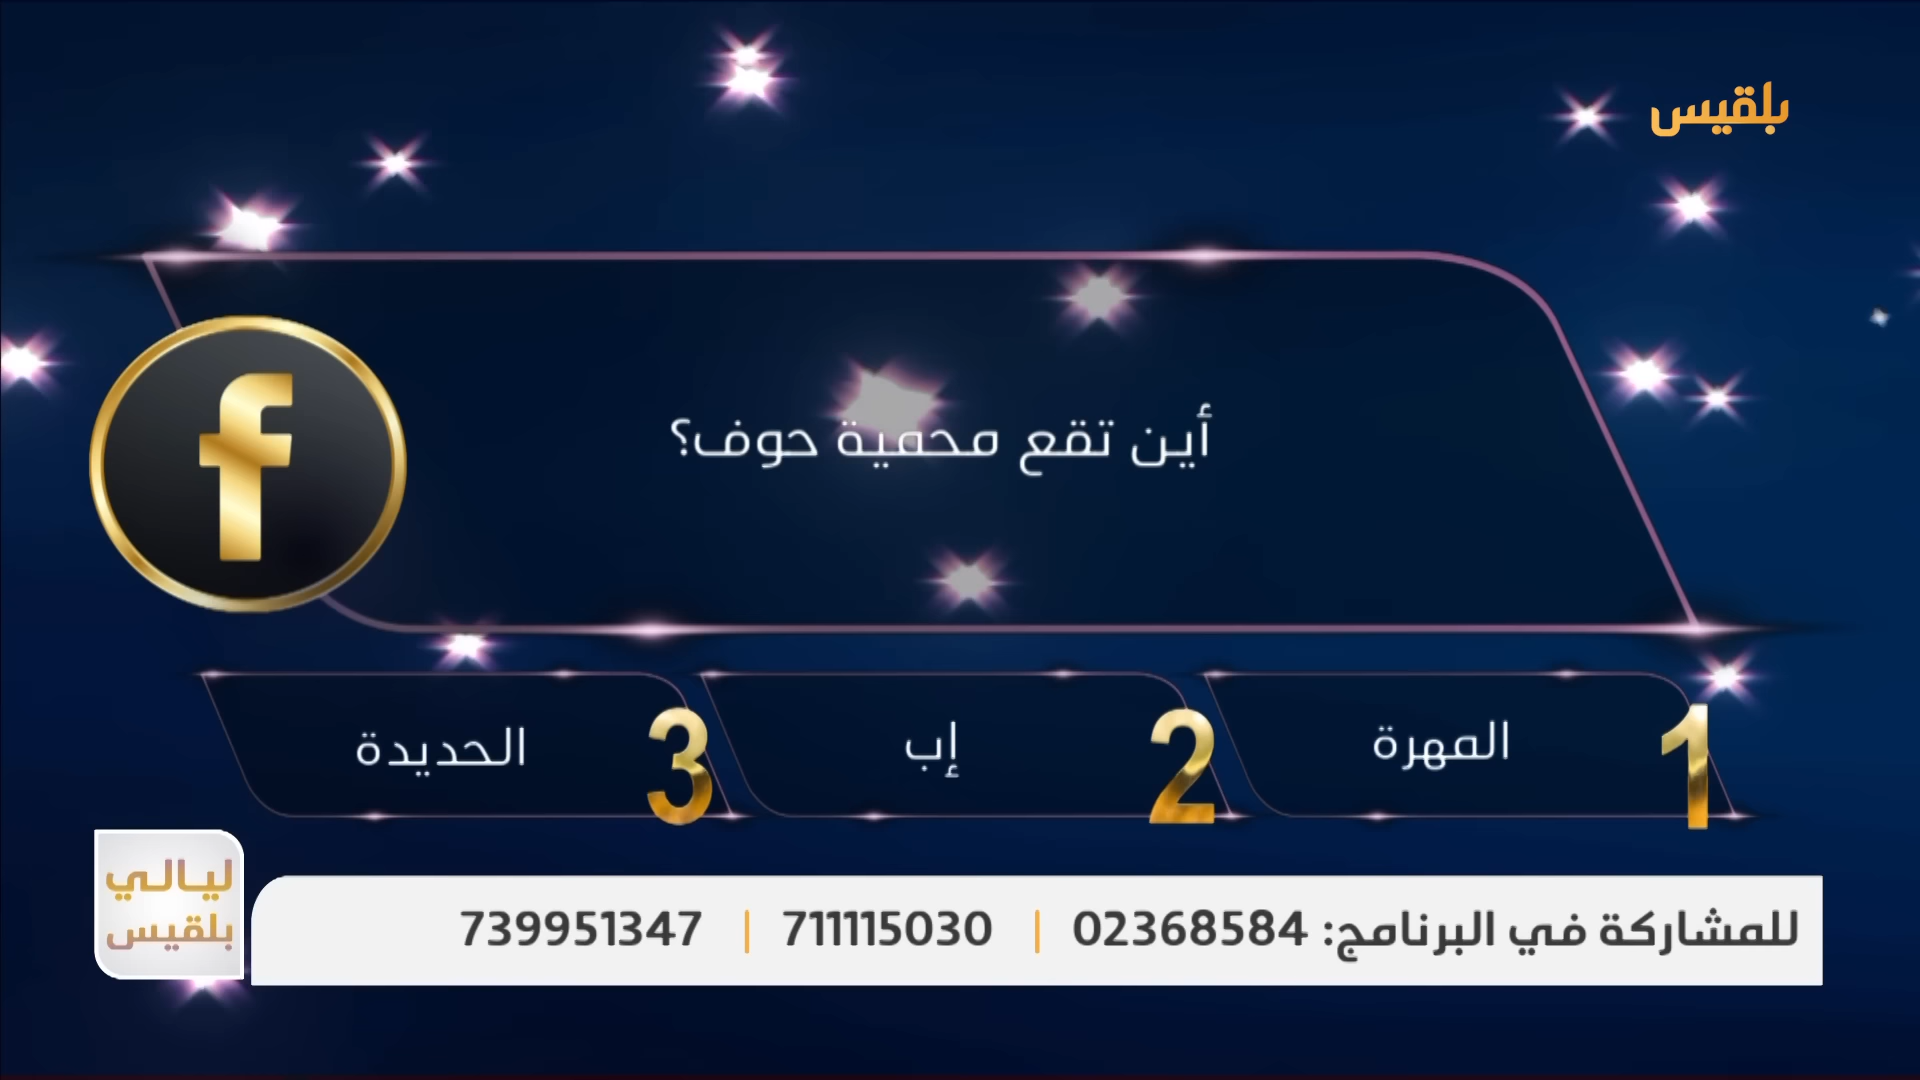 بلقيس
أين تقع محمية حوف؟
1 المهرة
2 إب
3 الحديدة
ليالي
بلقيس
للمشاركة في البرنامج: 02368584 | 711115030 | 739951347